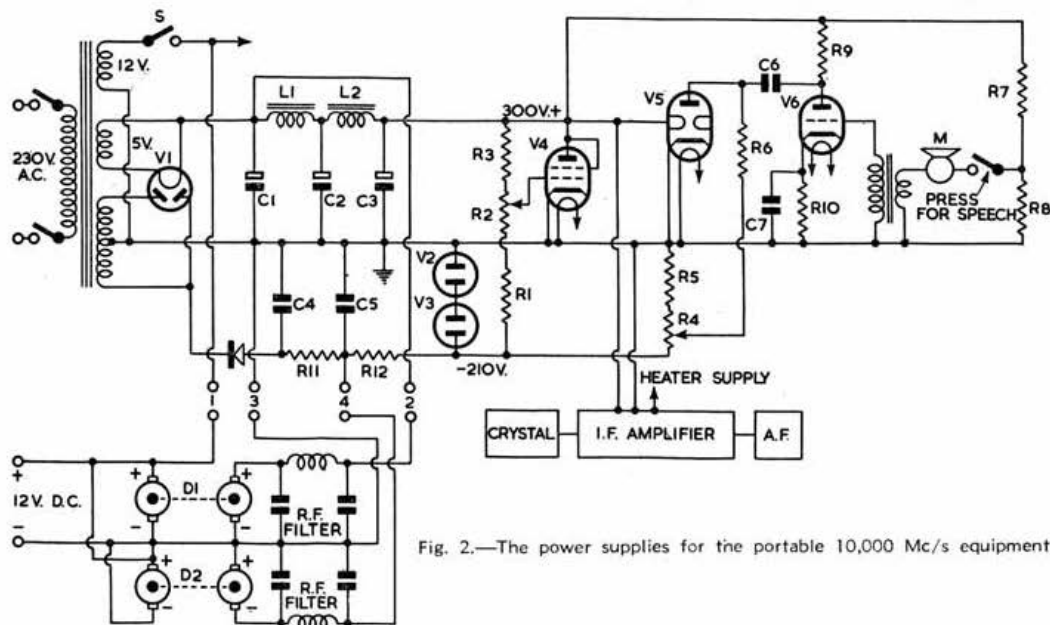 S
12V.
5V.
V1
230V.
A.C.
L1
L2
C1
C2
C3
C4
C5
R11
R12
300V.+
R3
R2
R1
V2
V3
-210V.
V4
V5
R5
R4
C6
R6
R9
V6
C7
R10
M
PRESS
FOR SPEECH
R7
R8
HEATER SUPPLY
CRYSTAL
I.F. AMPLIFIER
A.F.
1
3
4
2
+
12V. D.C.
-
+
D1
+
-
-
+
D2
+
-
-
R.F.
FILTER
R.F.
FILTER
Fig. 2.—The power supplies for the portable 10,000 Mc/s equipment